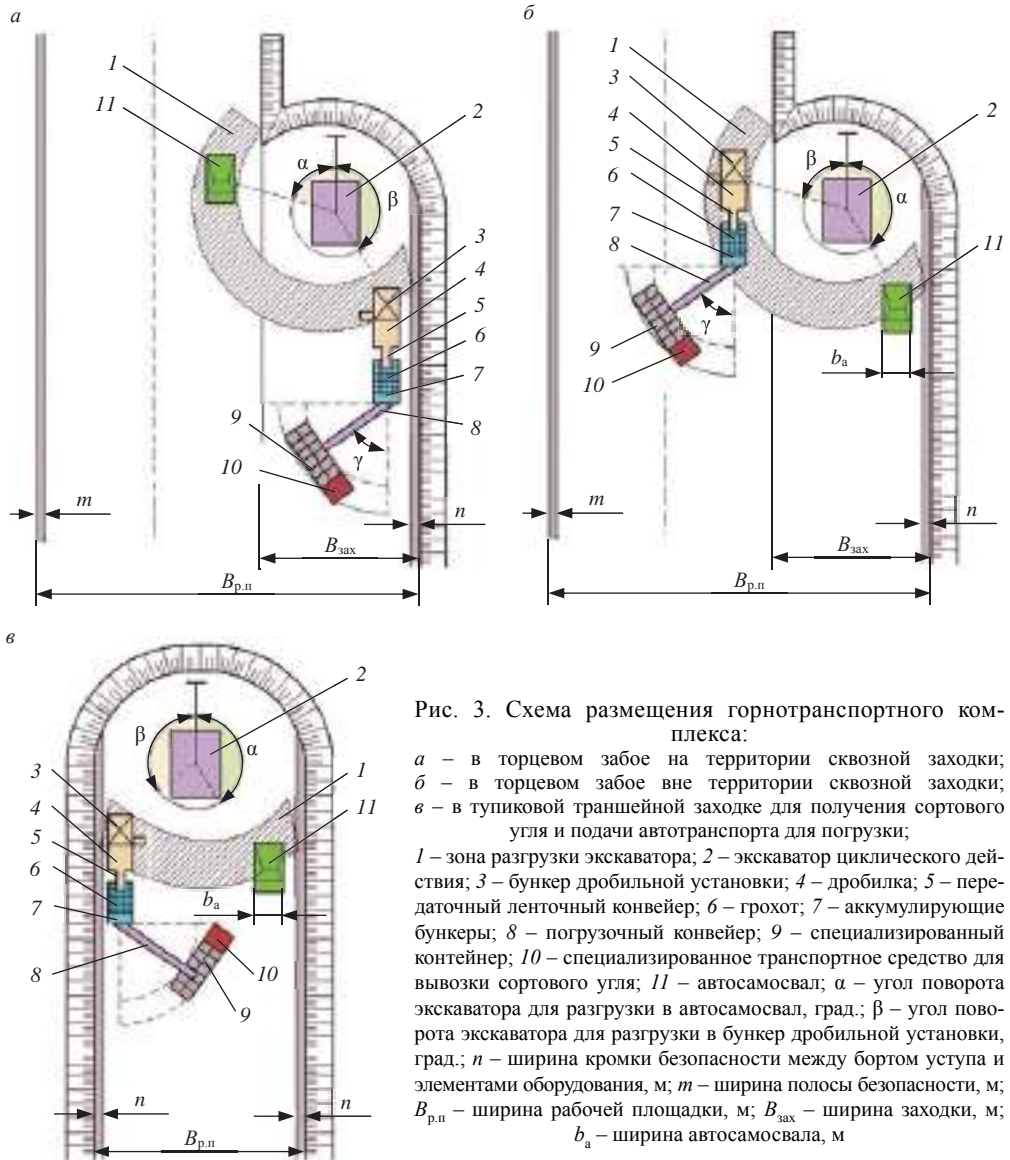 а
б
1
11
α
2
β
3
4
5
6
7
8
9
10
γ
m
n
Bзах
Bр.п
1
3
4
5
6
7
8
9
10
β
2
α
11
γ
bа
m
n
Bзах
Bр.п
в
2
β
α
3
4
5
6
7
8
1
11
bа
10
9
n
n
Bр.п
Рис. 3. Схема размещения горнотранспортного ком-
плекса:
а – в торцевом забое на территории сквозной заходки;
б – в торцевом забое вне территории сквозной заходки;
в – в тупиковой траншейной заходке для получения сортового
угля и подачи автотранспорта для погрузки;
1 – зона разгрузки экскаватора; 2 – экскаватор циклического дей-
ствия; 3 – бункер дробильной установки; 4 – дробилка; 5 – пере-
даточный ленточный конвейер; 6 – грохот; 7 – аккумулирующие
бункеры; 8 – погрузочный конвейер; 9 – специализированный
контейнер; 10 – специализированное транспортное средство для
вывозки сортового угля; 11 – автосамосвал; α – угол поворота
экскаватора для разгрузки в автосамосвал, град.; β – угол пово-
рота экскаватора для разгрузки в бункер дробильной установки,
град.; n – ширина кромки безопасности между бортом уступа и
элементами оборудования, м; m – ширина полосы безопасности, м;
Bр.п – ширина рабочей площадки, м; Bзах – ширина заходки, м;
bа – ширина автосамосвала, м